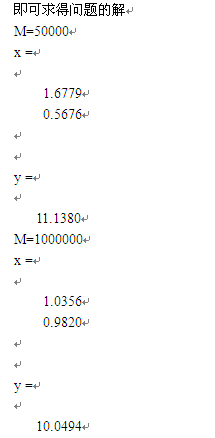 即可求得问题的解
M=50000
x =
1.6779
0.5676
y =
11.1380
M=1000000
x =
1.0356
0.9820
y =
10.0494